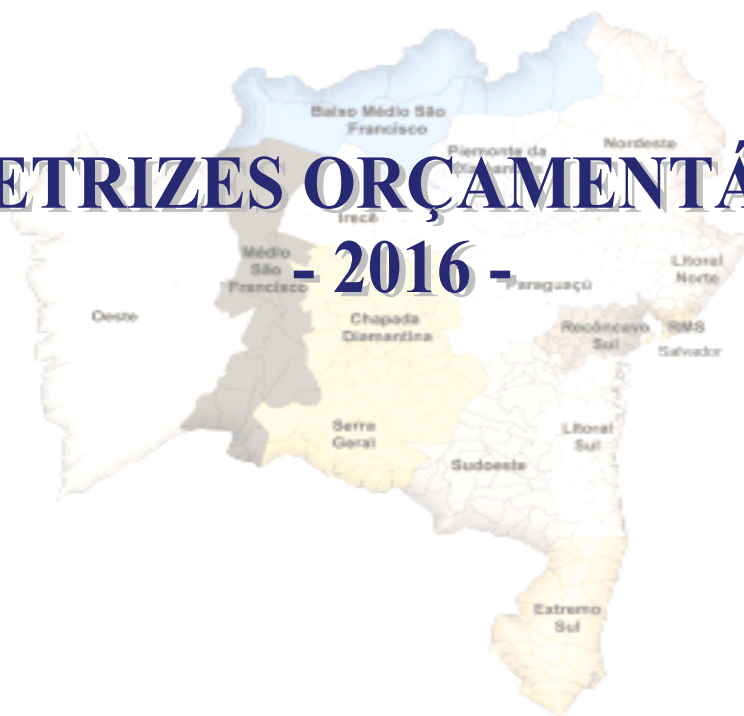 Baixo Médio São
Francisco
Piemonte da
Nordeste
ETRIZES ORÇAMENTÁ
Irecê
Médio
São
Francisco
- 2016 -
Litoral
Norte
Paraguaçú
Oeste
Chapada
Diamantina
Recôncavo
Sul
RMS
Salvador
Serra
Geral
Litoral
Sul
Sudoeste
Extremo
Sul